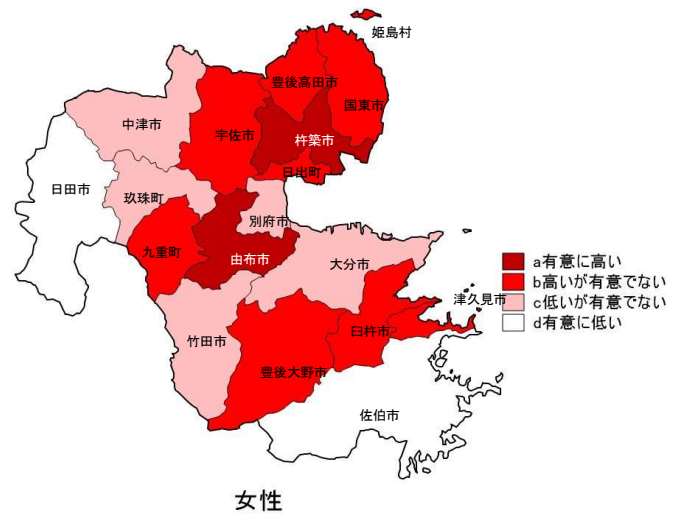 姫島村
豊後高田市
国東市
中津市
宇佐市
杵築市
日出町
日田市
玖珠町
別府市
九重町
由布市
大分市
a有意に高い
b高いが有意でない
c低いが有意でない
d有意に低い
津久見市
臼杵市
竹田市
豊後大野市
佐伯市
女性